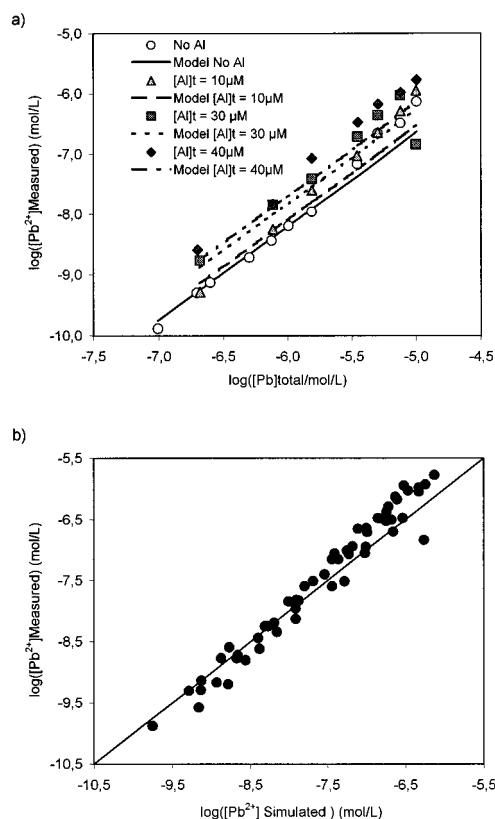 a)
-5,0
-6,0
-7,0
-8,0
-9,0
-10,0
log([Pb²⁺]Measured) (mol/L)
No Al
Model No Al
[Al]t = 10µM
Model [Al]t = 10µM
[Al]t = 30 µM
Model [Al]t = 30 µM
[Al]t = 40µM
Model [Al]t = 40µM
-7,5 -7,0 -6,5 -6,0 -5,5 -5,0 -4,5
log([Pb]total/mol/L)
b)
-5,5
-6,5
-7,5
-8,5
-9,5
-10,5
log([Pb²⁺]Measured) (mol/L)
-10,5 -9,5 -8,5 -7,5 -6,5 -5,5
log([Pb²⁺] Simulated ) (mol/L)